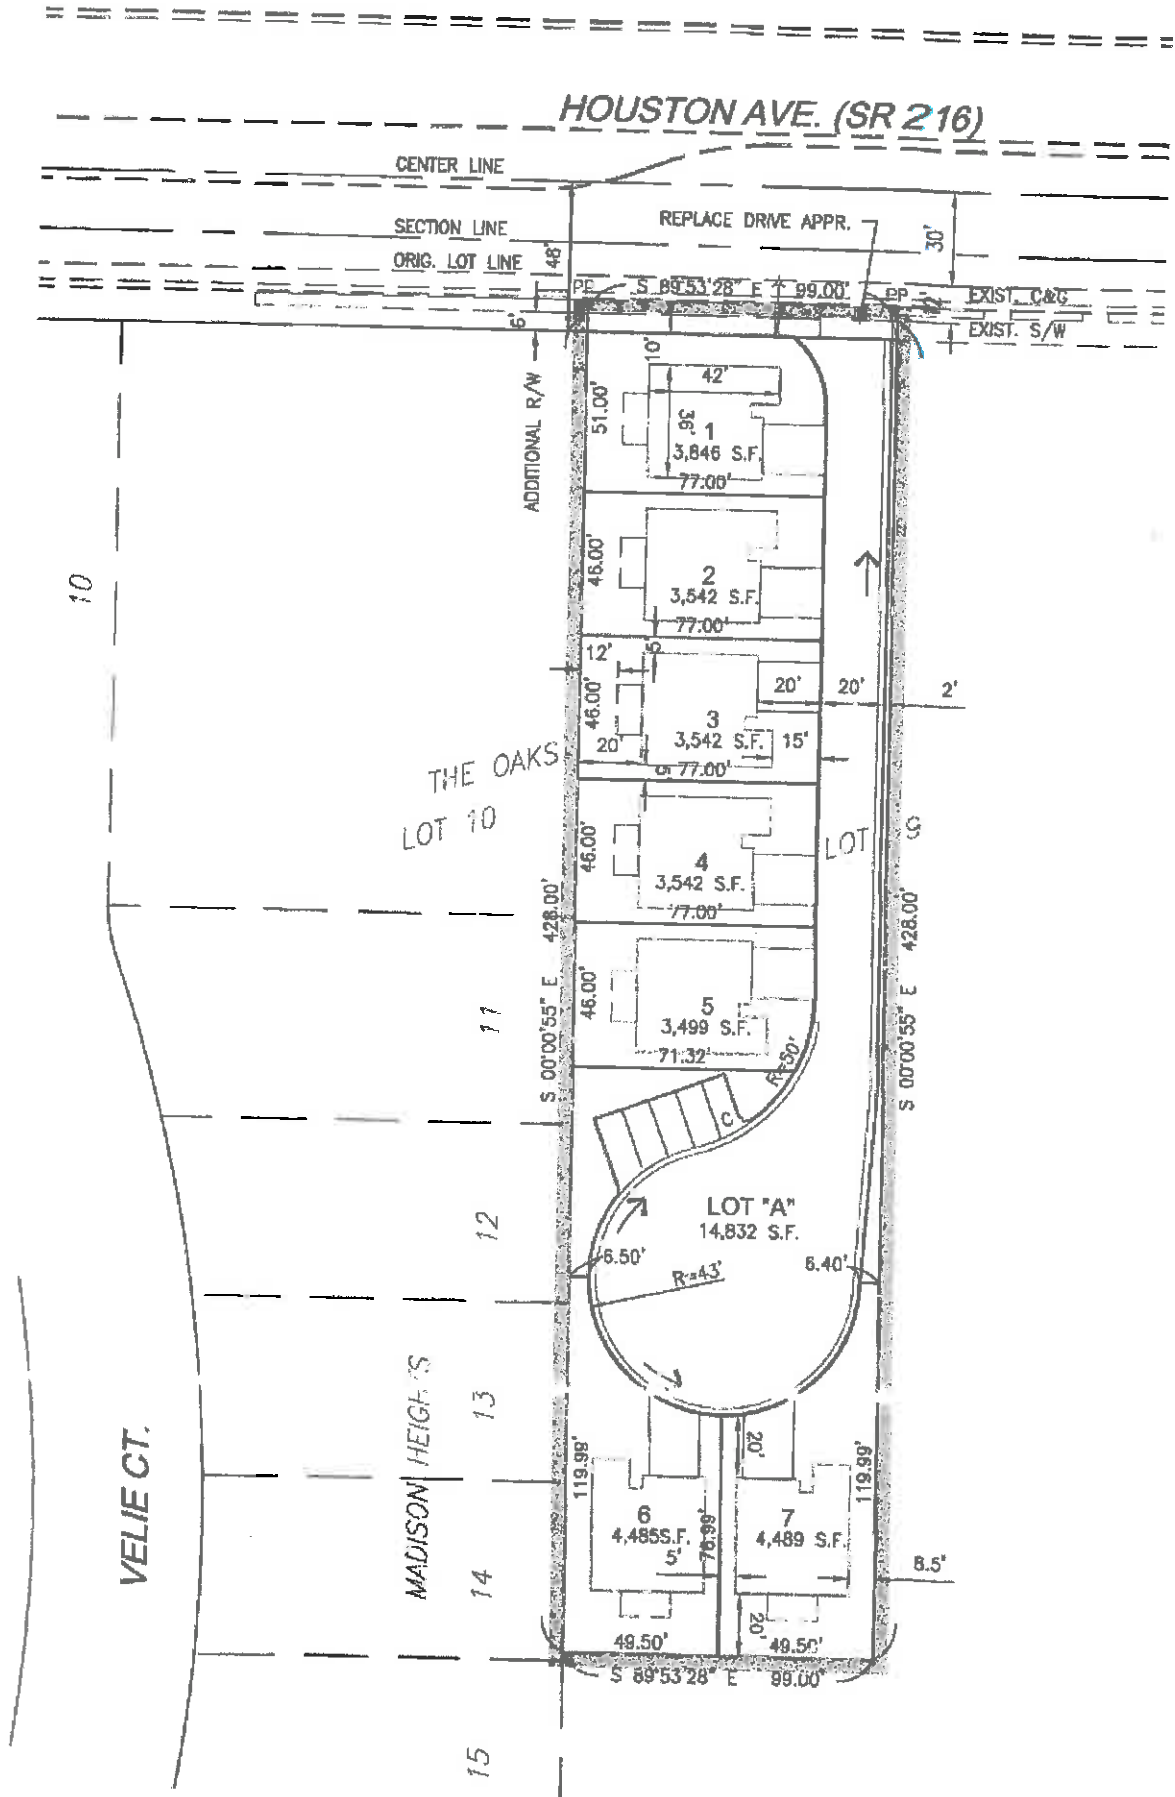 HOUSTON AVE. (SR 216)
CENTER LINE
SECTION LINE
REPLACE DRIVE APPR.
30'
ORIG. LOT LINE
48'
PP
S 89°53'28" E
99.00'
PP
EXIST. C&G
12'
EXIST. S/W
6'
ADDITIONAL R/W
10'
42'
51.00'
36'
1
3,846 S.F.
77.00'
46.00'
2
3,542 S.F.
77.00'
10
12'
5'
46.00'
20'
20'
2'
3
3,542 S.F.
20'
15'
5'
77.00'
THE OAKS
LOT 10
46.00'
4
3,542 S.F.
77.00'
LOT
9
S 00°00'55" E 428.00'
S 00°00'55" E 428.00'
46.00'
5
3,499 S.F.
71.32'
R=50'
11
C
LOT "A"
14,832 S.F.
12
6.50'
R=43'
6.40'
MADISON HEIGHTS
13
VELIE CT.
119.99'
20'
119.99'
6
4,485S.F.
5'
76.99'
7
4,489 S.F.
8.5'
14
20'
49.50'
49.50'
S 89°53'28" E
99.00'
15